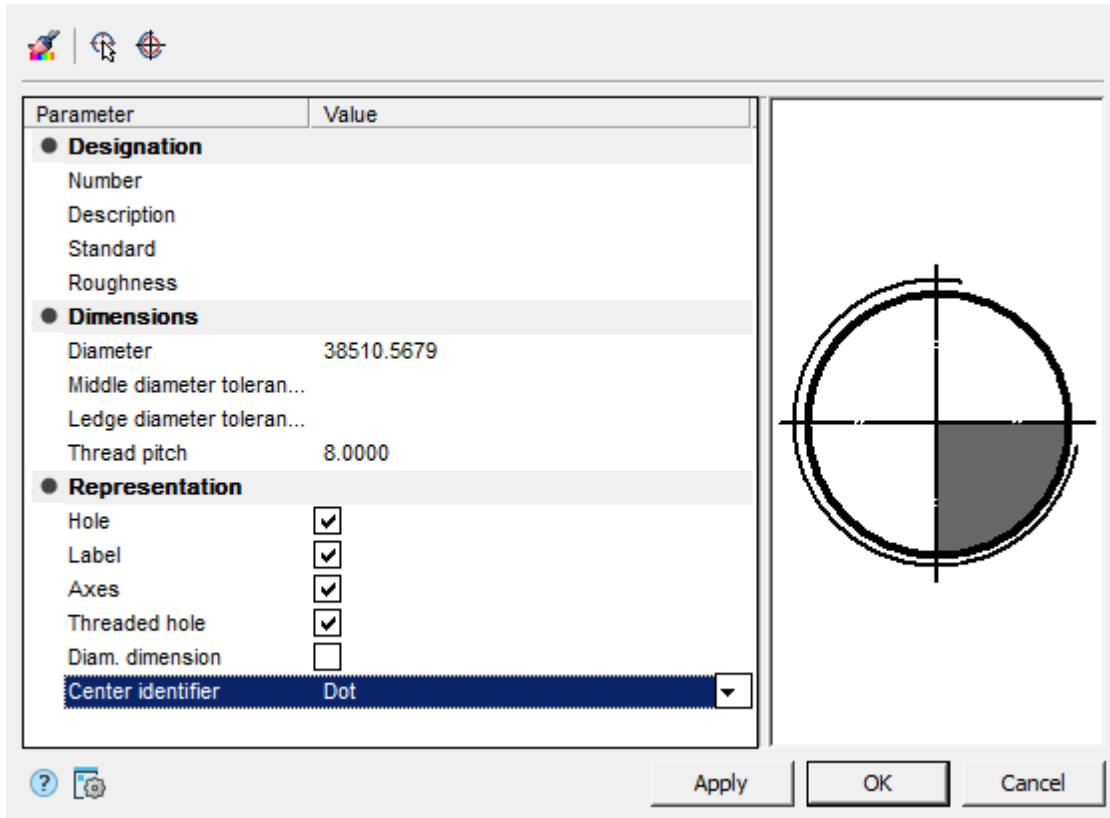 Parameter Value
Designation
Number
Description
Standard
Roughness
Dimensions
Diameter 38510.5679
Middle diameter toleran...
Ledge diameter toleran...
Thread pitch 8.0000
Representation
Hole
Label
Axes
Threaded hole
Diam. dimension
Center identifier Dot
? Apply OK Cancel